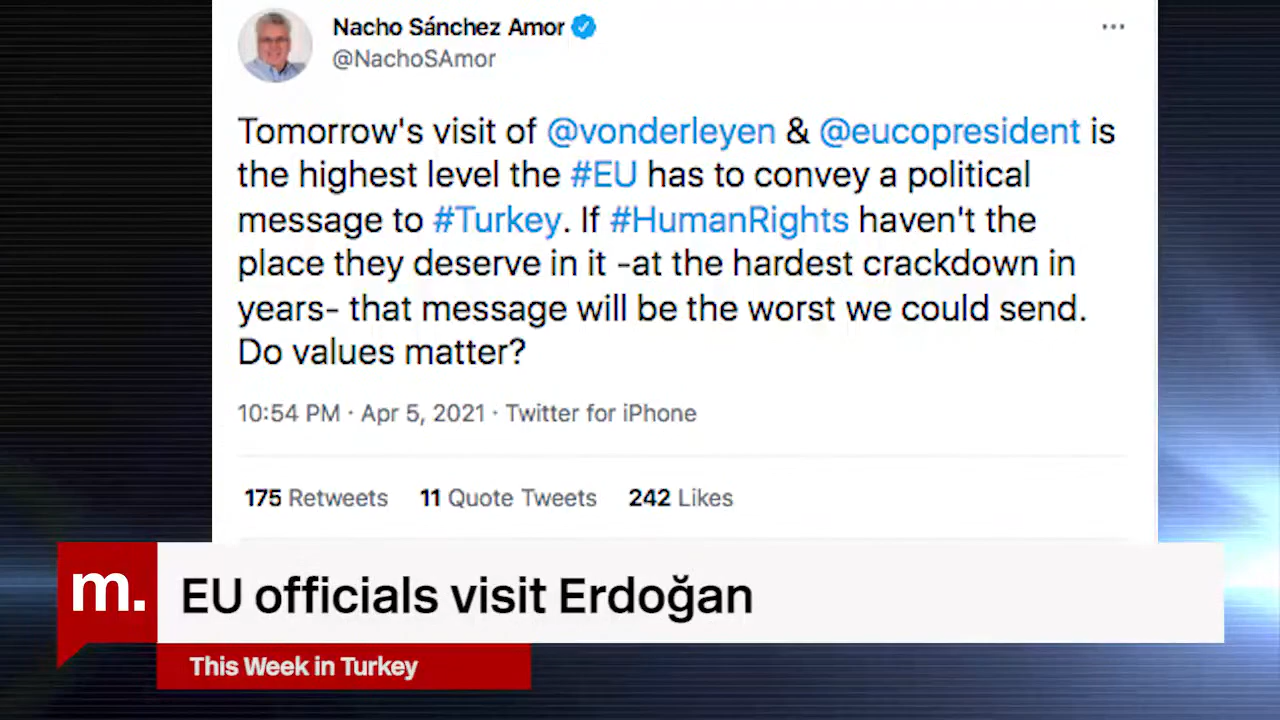 Nacho Sánchez Amor
@NachoSAmor
Tomorrow's visit of @vonderleyen & @eucopresident is
the highest level the #EU has to convey a political
message to #Turkey. If #HumanRights haven't the
place they deserve in it -at the hardest crackdown in
years- that message will be the worst we could send.
Do values matter?
10:54 PM · Apr 5, 2021 · Twitter for iPhone
175 Retweets 11 Quote Tweets 242 Likes
m.
EU officials visit Erdoğan
This Week in Turkey